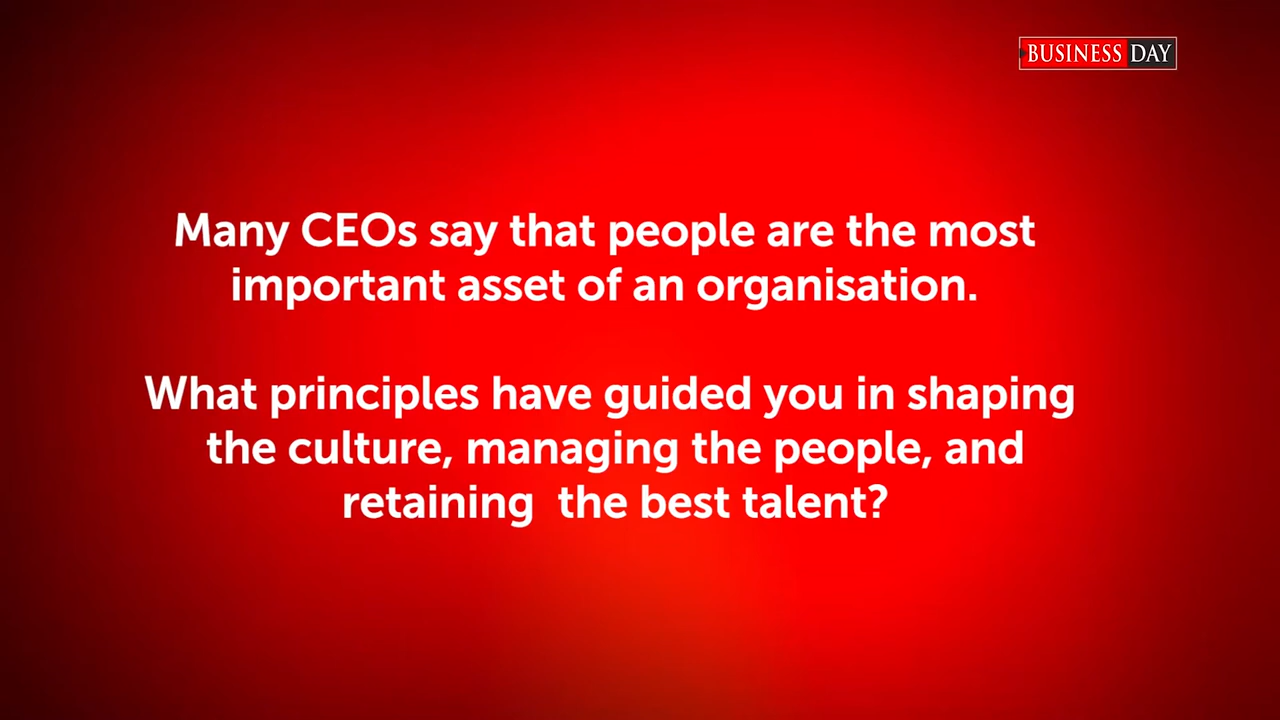 BUSINESS DAY
Many CEOs say that people are the most
important asset of an organisation.
What principles have guided you in shaping
the culture, managing the people, and
retaining  the best talent?